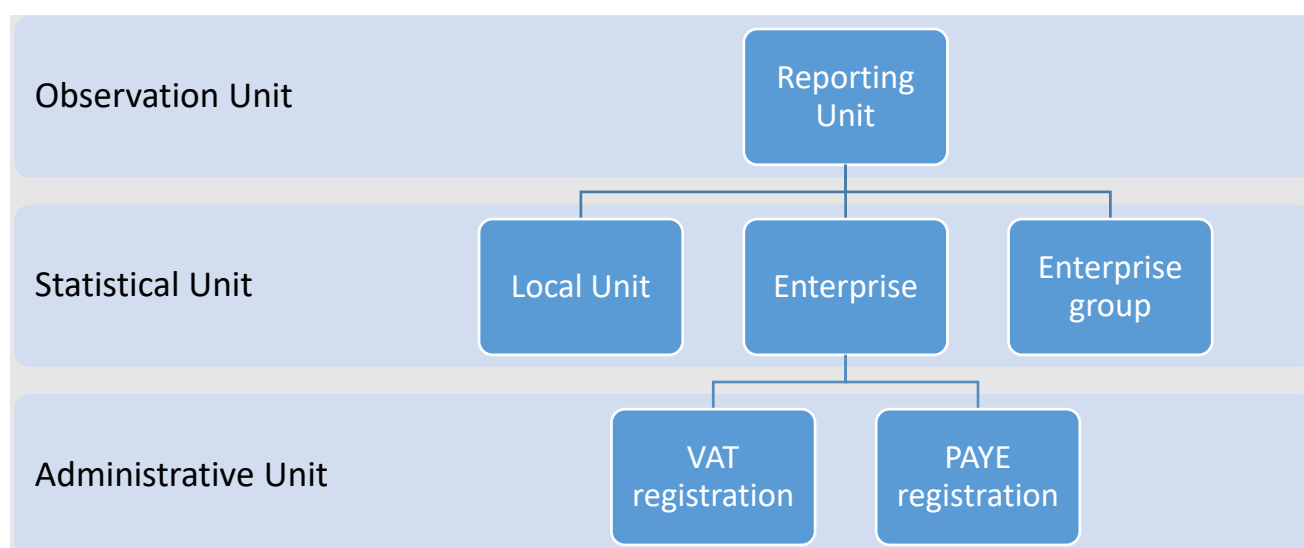 Observation Unit
Reporting
Unit
Statistical Unit
Local Unit
Enterprise
Enterprise
group
Administrative Unit
VAT
registration
PAYE
registration